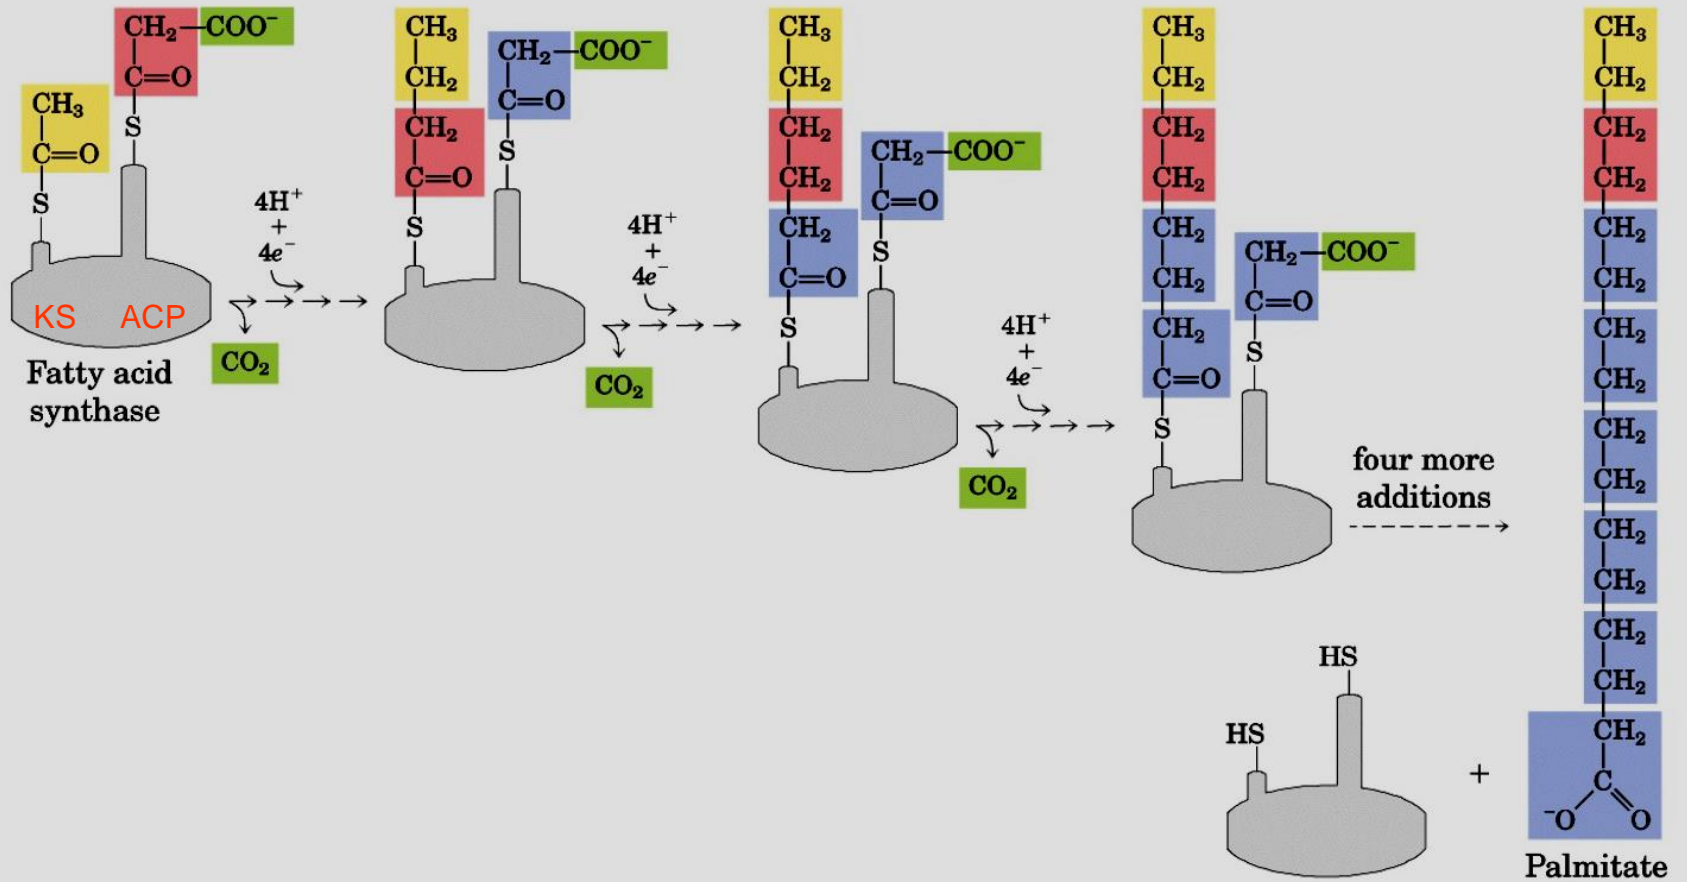 CH₃
C=O
S
CH₂—COO⁻
C=O
S
KS ACP
Fatty acid
synthase
4H⁺
+
4e⁻
CO₂
CH₃
CH₂
CH₂
C=O
S
CH₂—COO⁻
C=O
S
4H⁺
+
4e⁻
CO₂
CH₃
CH₂
CH₂
CH₂
CH₂
C=O
S
CH₂—COO⁻
C=O
S
4H⁺
+
4e⁻
CO₂
CH₃
CH₂
CH₂
CH₂
CH₂
CH₂
CH₂
C=O
S
CH₂—COO⁻
C=O
S
four more
additions
HS
HS
+
CH₃
CH₂
CH₂
CH₂
CH₂
CH₂
CH₂
CH₂
CH₂
CH₂
CH₂
CH₂
CH₂
CH₂
CH₂
C
⁻O O
Palmitate